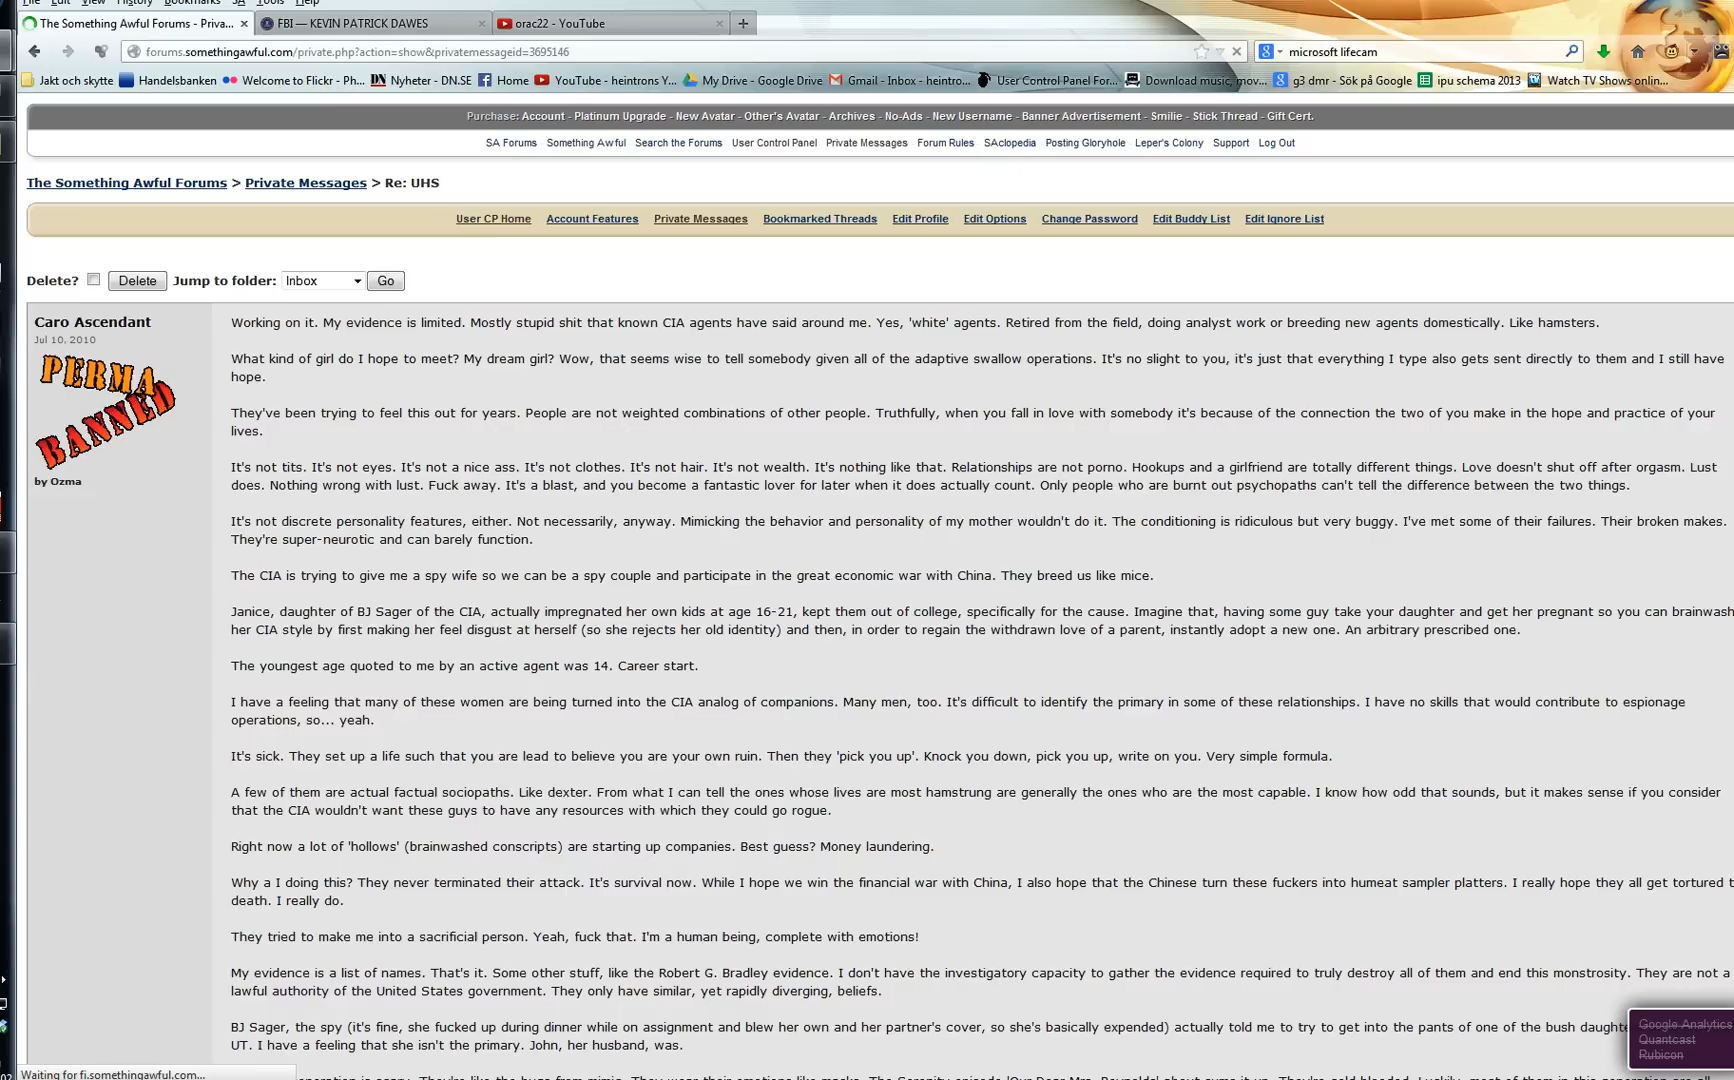 File Edit View History Bookmarks SA Tools Help
The Something Awful Forums - Priva... × FBI — KEVIN PATRICK DAWES × orac22 - YouTube × +
forums.somethingawful.com/private.php?action=show&privatemessageid=3695146 microsoft lifecam
Jakt och skytte Handelsbanken Welcome to Flickr - Ph... Nyheter - DN.SE Home YouTube - heintrons Y... My Drive - Google Drive Gmail - Inbox - heintro... User Control Panel For... Download music, mov... g3 dmr - Sök på Google ipu schema 2013 Watch TV Shows onlin...
Purchase: Account - Platinum Upgrade - New Avatar - Other's Avatar - Archives - No-Ads - New Username - Banner Advertisement - Smilie - Stick Thread - Gift Cert.
SA Forums Something Awful Search the Forums User Control Panel Private Messages Forum Rules SAclopedia Posting Gloryhole Leper's Colony Support Log Out
The Something Awful Forums > Private Messages > Re: UHS
User CP Home Account Features Private Messages Bookmarked Threads Edit Profile Edit Options Change Password Edit Buddy List Edit Ignore List
Delete? Delete Jump to folder: Inbox Go
Caro Ascendant
Jul 10, 2010
PERMA
BANNED
by Ozma
Working on it. My evidence is limited. Mostly stupid shit that known CIA agents have said around me. Yes, 'white' agents. Retired from the field, doing analyst work or breeding new agents domestically. Like hamsters.
What kind of girl do I hope to meet? My dream girl? Wow, that seems wise to tell somebody given all of the adaptive swallow operations. It's no slight to you, it's just that everything I type also gets sent directly to them and I still have
hope.
They've been trying to feel this out for years. People are not weighted combinations of other people. Truthfully, when you fall in love with somebody it's because of the connection the two of you make in the hope and practice of your
lives.
It's not tits. It's not eyes. It's not a nice ass. It's not clothes. It's not hair. It's not wealth. It's nothing like that. Relationships are not porno. Hookups and a girlfriend are totally different things. Love doesn't shut off after orgasm. Lust
does. Nothing wrong with lust. Fuck away. It's a blast, and you become a fantastic lover for later when it does actually count. Only people who are burnt out psychopaths can't tell the difference between the two things.
It's not discrete personality features, either. Not necessarily, anyway. Mimicking the behavior and personality of my mother wouldn't do it. The conditioning is ridiculous but very buggy. I've met some of their failures. Their broken makes.
They're super-neurotic and can barely function.
The CIA is trying to give me a spy wife so we can be a spy couple and participate in the great economic war with China. They breed us like mice.
Janice, daughter of BJ Sager of the CIA, actually impregnated her own kids at age 16-21, kept them out of college, specifically for the cause. Imagine that, having some guy take your daughter and get her pregnant so you can brainwash
her CIA style by first making her feel disgust at herself (so she rejects her old identity) and then, in order to regain the withdrawn love of a parent, instantly adopt a new one. An arbitrary prescribed one.
The youngest age quoted to me by an active agent was 14. Career start.
I have a feeling that many of these women are being turned into the CIA analog of companions. Many men, too. It's difficult to identify the primary in some of these relationships. I have no skills that would contribute to espionage
operations, so... yeah.
It's sick. They set up a life such that you are lead to believe you are your own ruin. Then they 'pick you up'. Knock you down, pick you up, write on you. Very simple formula.
A few of them are actual factual sociopaths. Like dexter. From what I can tell the ones whose lives are most hamstrung are generally the ones who are the most capable. I know how odd that sounds, but it makes sense if you consider
that the CIA wouldn't want these guys to have any resources with which they could go rogue.
Right now a lot of 'hollows' (brainwashed conscripts) are starting up companies. Best guess? Money laundering.
Why a I doing this? They never terminated their attack. It's survival now. While I hope we win the financial war with China, I also hope that the Chinese turn these fuckers into humeat sampler platters. I really hope they all get tortured t
death. I really do.
They tried to make me into a sacrificial person. Yeah, fuck that. I'm a human being, complete with emotions!
My evidence is a list of names. That's it. Some other stuff, like the Robert G. Bradley evidence. I don't have the investigatory capacity to gather the evidence required to truly destroy all of them and end this monstrosity. They are not a
lawful authority of the United States government. They only have similar, yet rapidly diverging, beliefs.
BJ Sager, the spy (it's fine, she fucked up during dinner while on assignment and blew her own and her partner's cover, so she's basically expended) actually told me to try to get into the pants of one of the bush daughte
UT. I have a feeling that she isn't the primary. John, her husband, was.
Google Analytics
Quantcast
Rubicon
Waiting for fi.somethingawful.com...